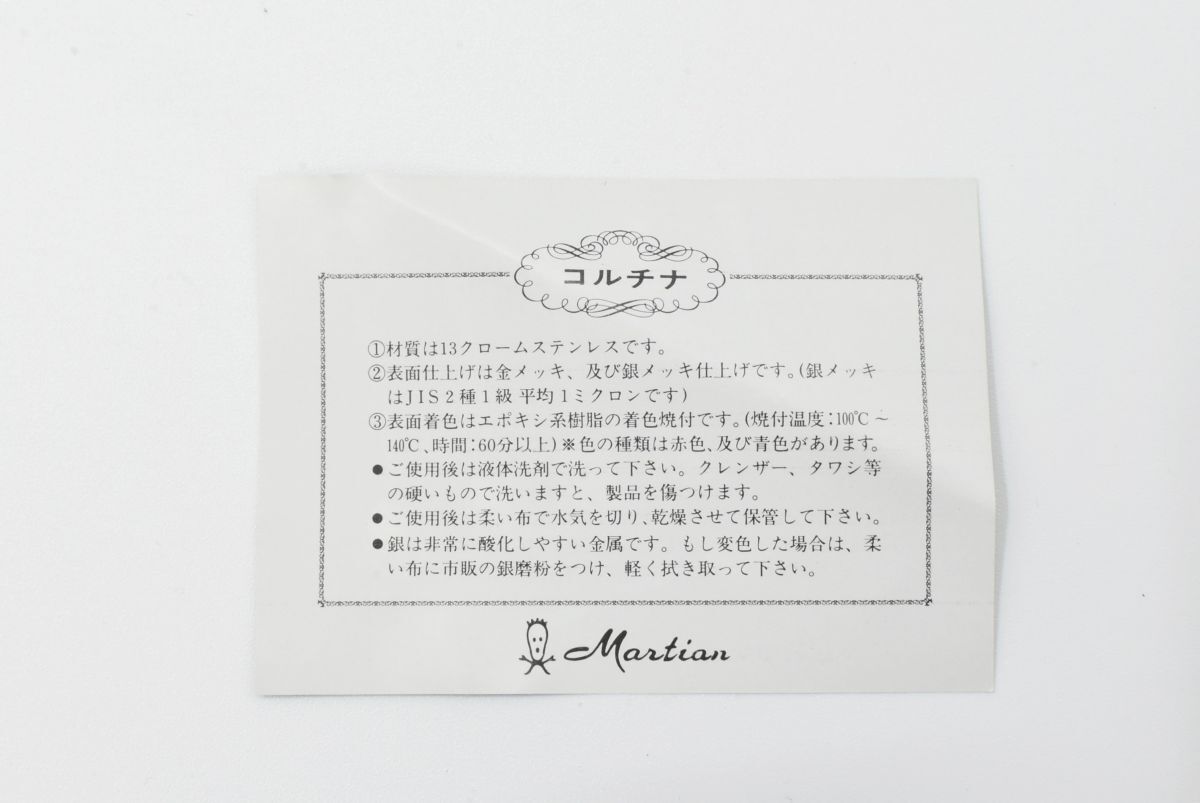 コルチナ
①材質は13クロームステンレスです。
②表面仕上げは金メッキ、及び銀メッキ仕上げです。(銀メッキ
はJIS2種1級 平均1ミクロンです)
③表面着色はエポキシ系樹脂の着色焼付です。(焼付温度:100℃～
140℃、時間:60分以上)※色の種類は赤色、及び青色があります。
●ご使用後は液体洗剤で洗って下さい。クレンザー、タワシ等
の硬いもので洗いますと、製品を傷つけます。
●ご使用後は柔い布で水気を切り、乾燥させて保管して下さい。
●銀は非常に酸化しやすい金属です。もし変色した場合は、柔
い布に市販の銀磨粉をつけ、軽く拭き取って下さい。
Martian